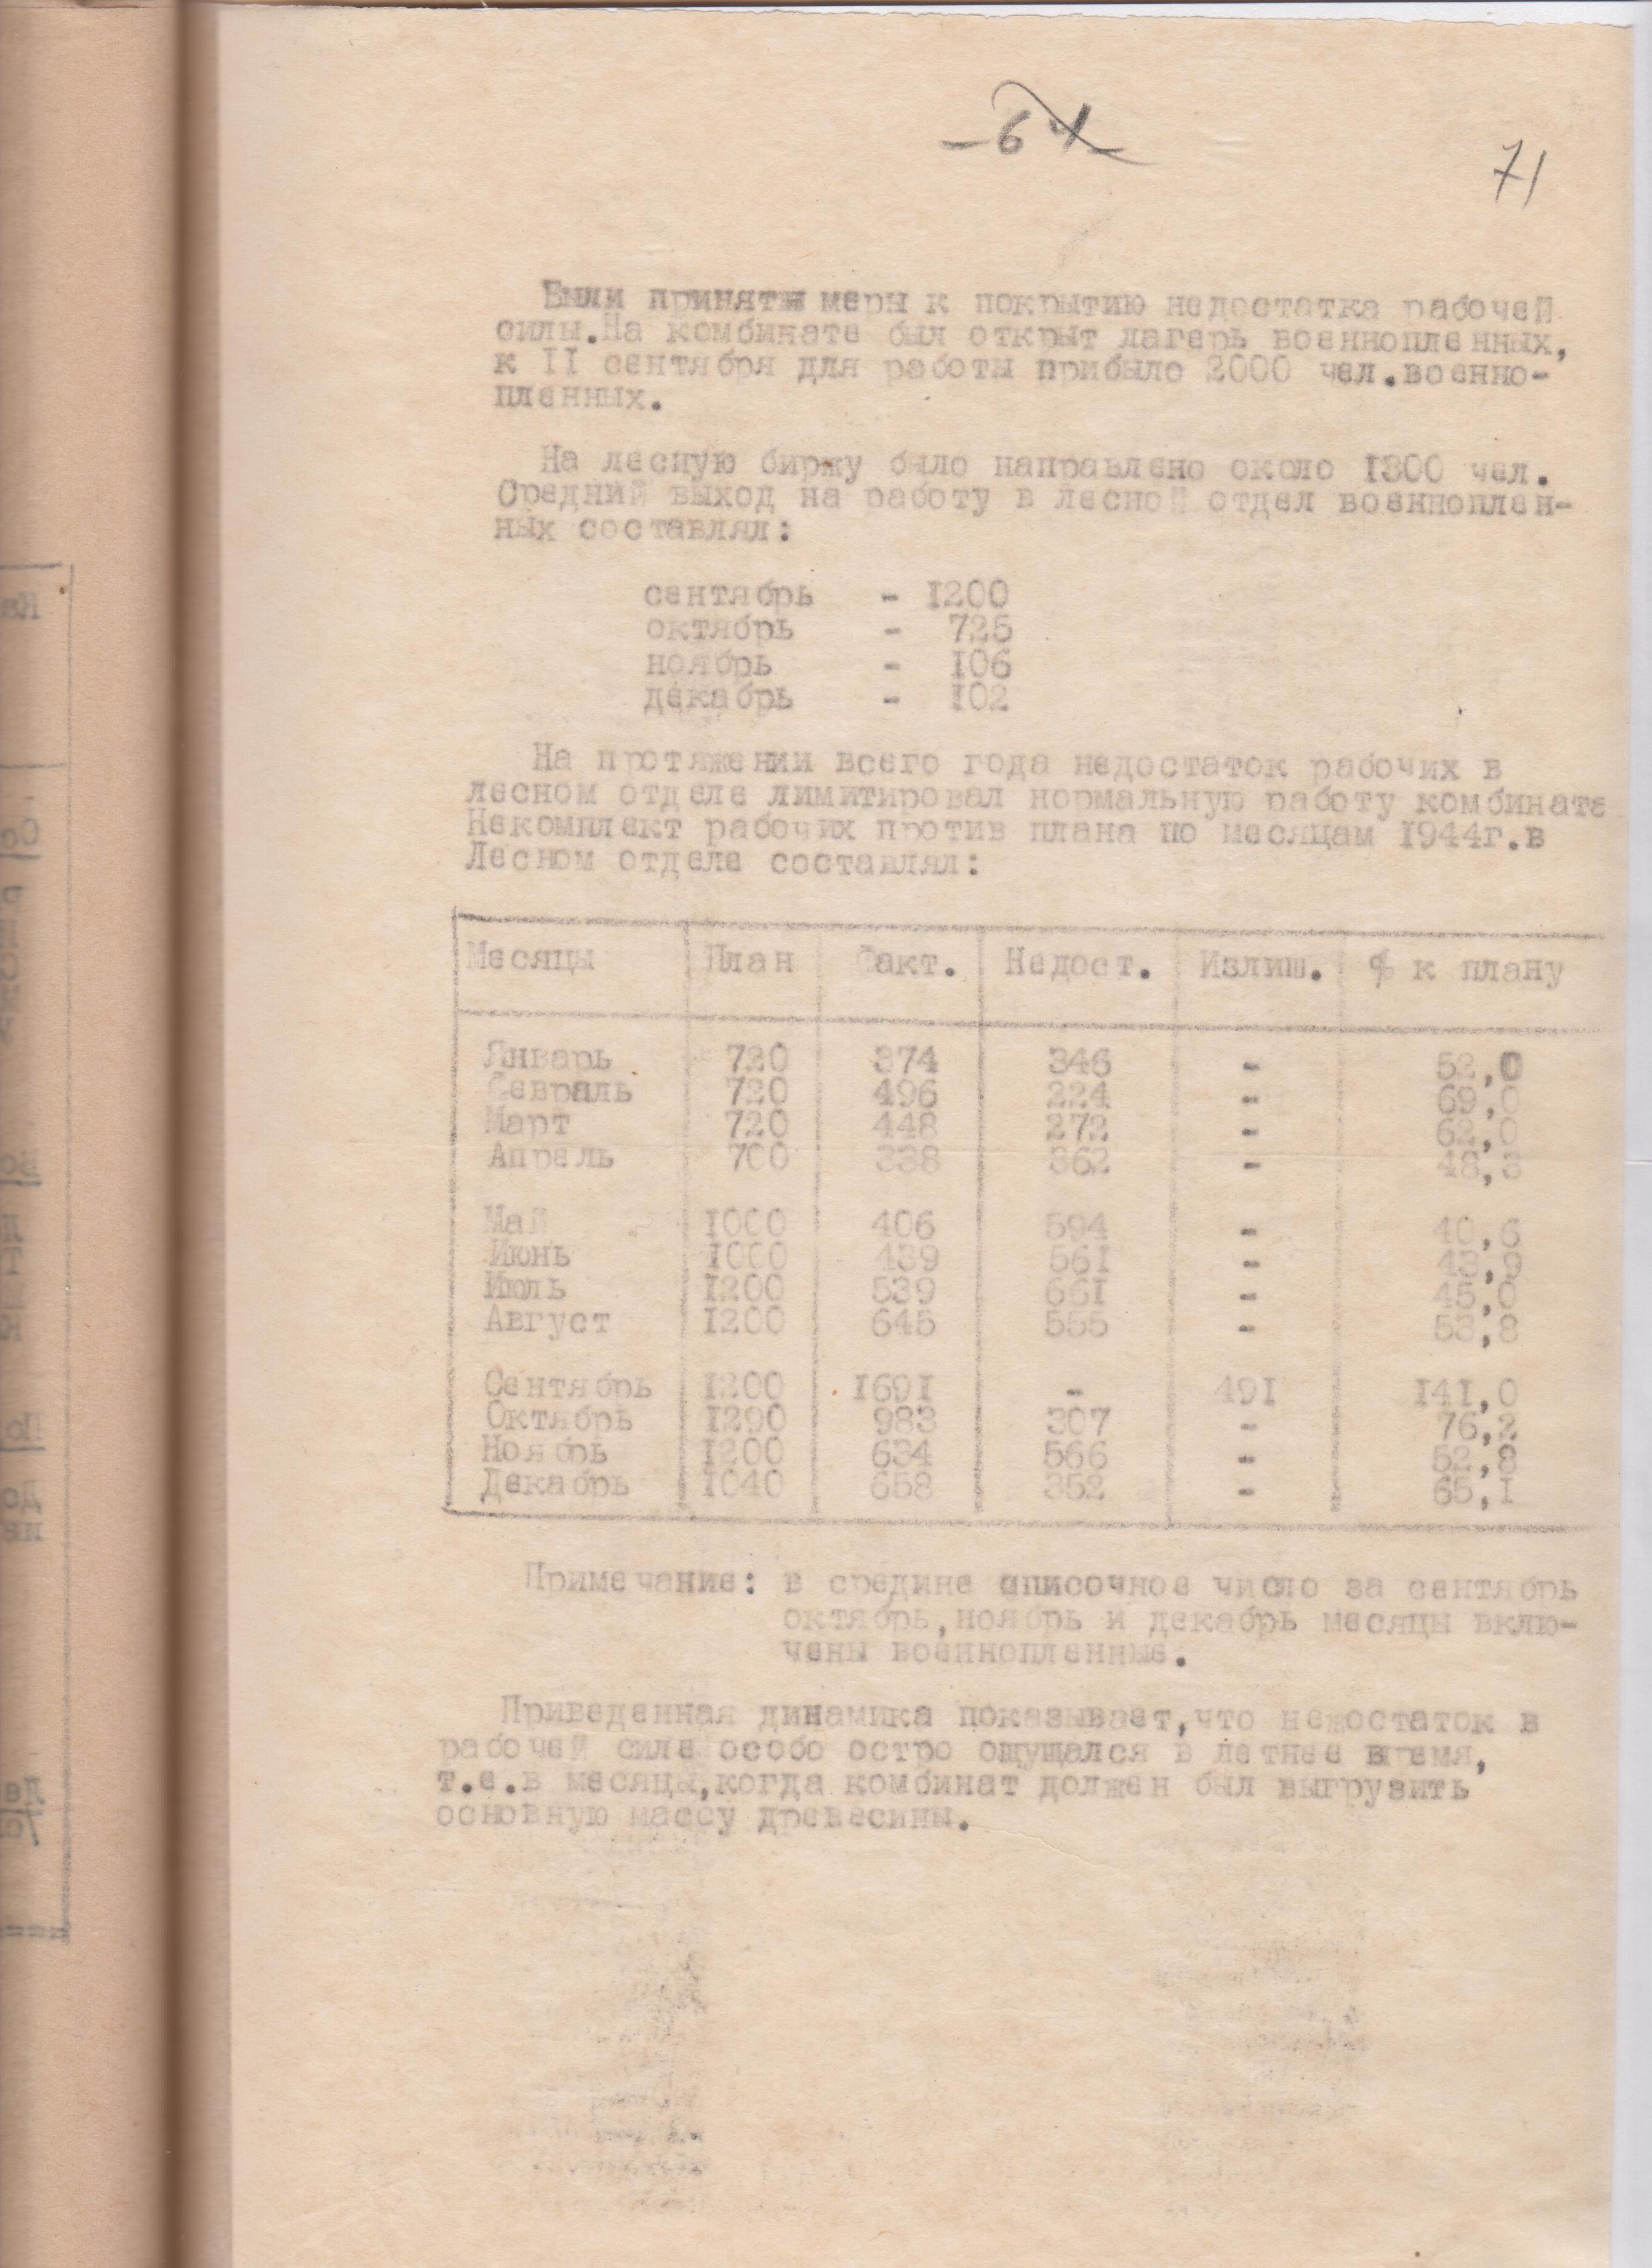 -64-
71
Были приняты меры к покрытию недостатка рабочей
силы.На комбинате был открыт лагерь военнопленных,
к II сентября для работы прибыло 2000 чел.военно-
пленных.
На лесную биржу было направлено около I300 чел.
Средний выход на работу в лесной отдел военноплен-
ных составлял:
сентябрь - I200
октябрь - 725
ноябрь - I06
декабрь - I02
На протяжении всего года недостаток рабочих в
лесном отделе лимитировал нормальную работу комбината
Некомплект рабочих против плана по месяцам I944г.в
Лесном отделе составлял:
Месяцы План Факт. Недост. Излиш. % к плану
Январь 720 374 346 - 52,0
Февраль 720 496 224 - 69,0
Март 720 448 272 - 62,0
Апрель 700 338 362 - 48,3
Май I000 406 594 - 40,6
Июнь I000 439 56I - 43,9
Июль I200 539 66I - 45,0
Август I200 645 555 - 53,8
Сентябрь I200 I69I - 49I I4I,0
Октябрь I290 983 307 - 76,2
Ноябрь I200 634 566 - 52,8
Декабрь I040 658 352 - 65,I
Примечание: в средине списочное число за сентябрь
октябрь,ноябрь и декабрь месяцы вклю-
чены военнопленные.
Приведенная динамика показывает,что недостаток в
рабочей силе особо остро ощущался в летнее время,
т.е.в месяцы,когда комбинат должен был выгрузить
основную массу древесины.